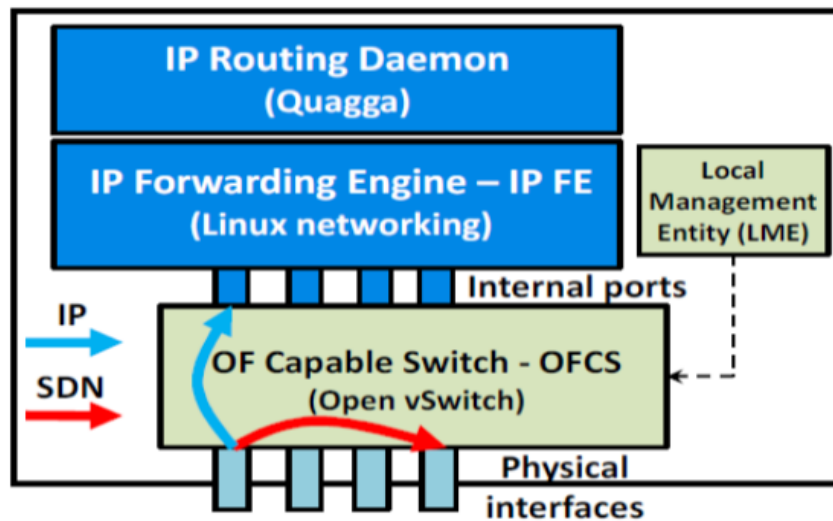 IP Routing Daemon
(Quagga)
IP Forwarding Engine – IP FE
(Linux networking)
Local
Management
Entity (LME)
Internal ports
IP
SDN
OF Capable Switch - OFCS
(Open vSwitch)
Physical
interfaces